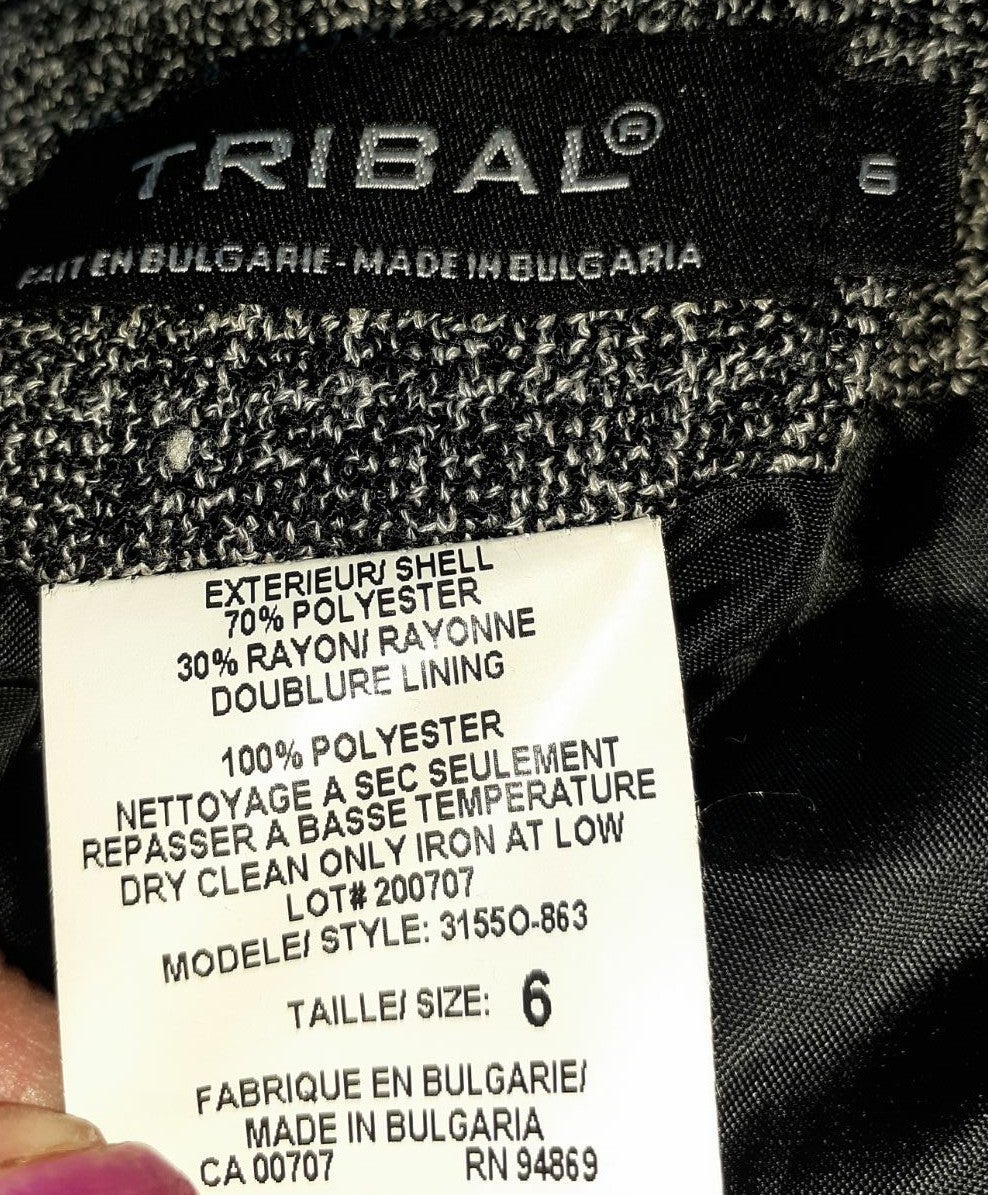 TRIBAL®
6
FAIT EN BULGARIE - MADE IN BULGARIA
EXTERIEUR/ SHELL
70% POLYESTER
30% RAYON/ RAYONNE
DOUBLURE LINING
100% POLYESTER
NETTOYAGE A SEC SEULEMENT
REPASSER A BASSE TEMPERATURE
DRY CLEAN ONLY IRON AT LOW
LOT# 200707
MODELE/ STYLE: 3155O-863
TAILLE/ SIZE: 6
FABRIQUE EN BULGARIE/
MADE IN BULGARIA
CA 00707 RN 94869